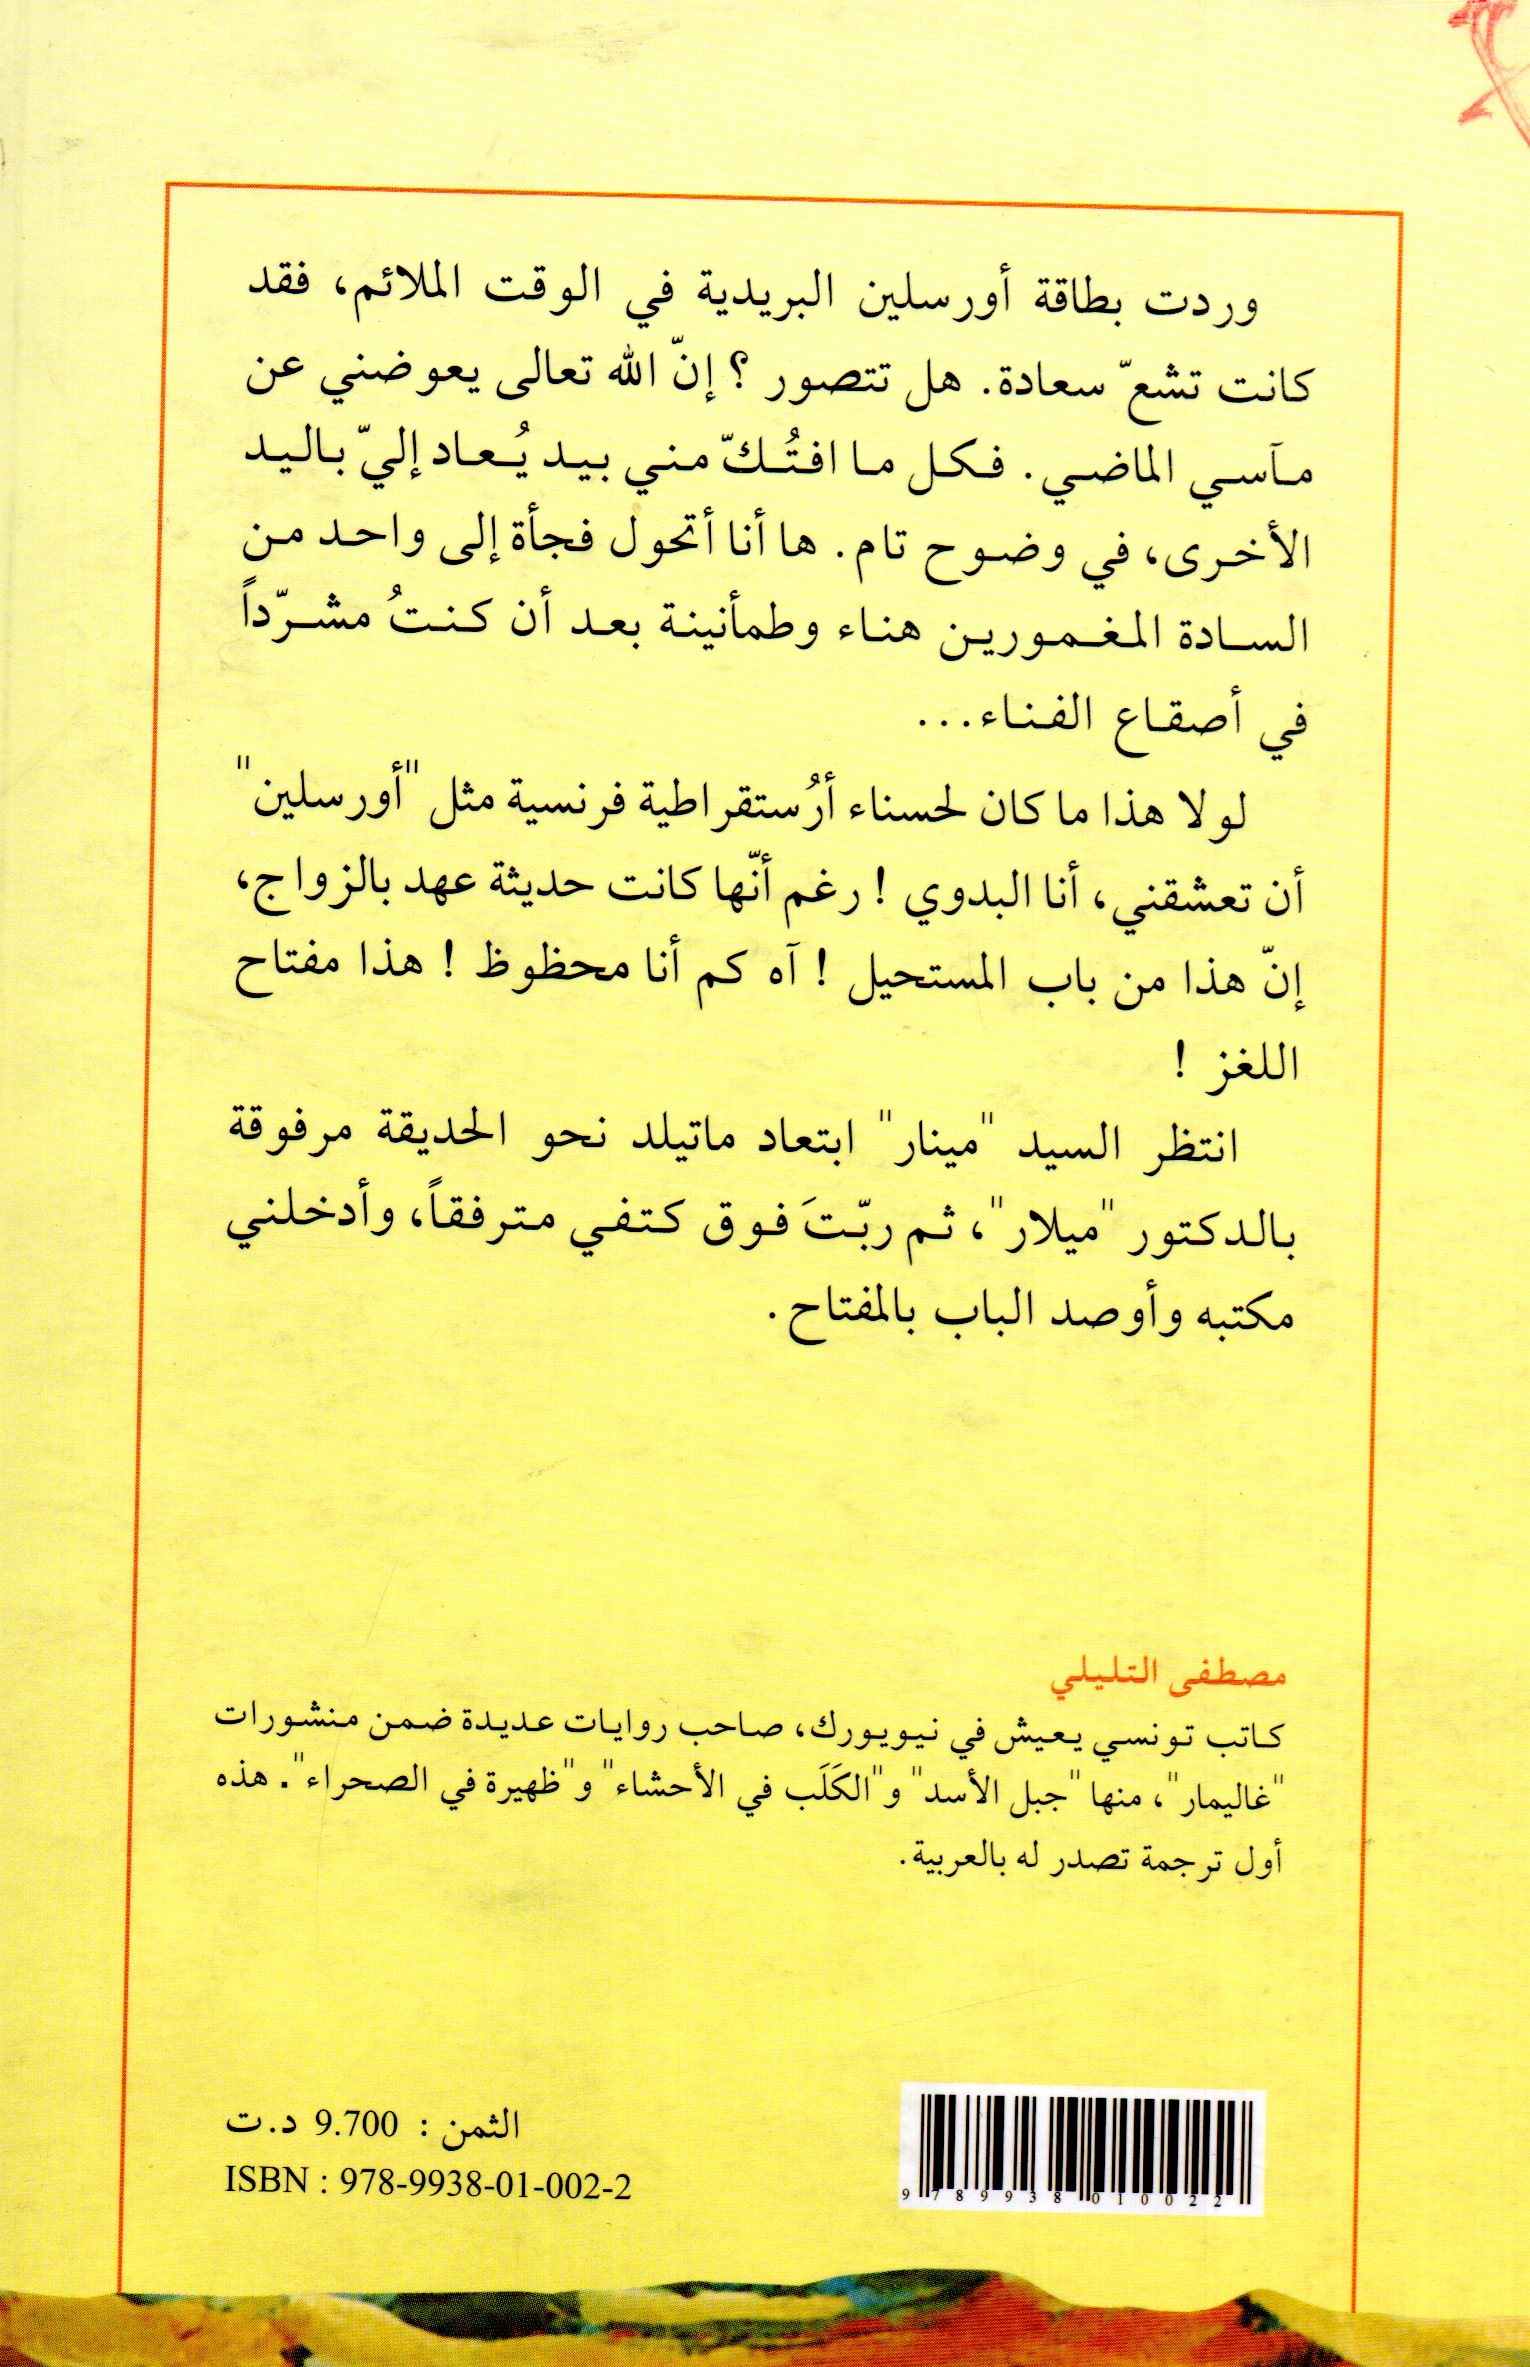 وردت بطاقة أورسلين البريدية في الوقت الملائم، فقد
كانت تشعّ سعادة. هل تتصور ؟ إنّ الله تعالى يعوضني عن
مآسي الماضي. فكل ما افتُكّ مني بيد يُعاد إليّ باليد
الأخرى، في وضوح تام. ها أنا أتحول فجأة إلى واحد من
السادة المغمورين هناء وطمأنينة بعد أن كنتُ مشرّداً
في أصقاع الفناء...
لولا هذا ما كان لحسناء أرُستقراطية فرنسية مثل "أورسلين"
أن تعشقني، أنا البدوي ! رغم أنّها كانت حديثة عهد بالزواج،
إنّ هذا من باب المستحيل ! آه كم أنا محظوظ ! هذا مفتاح
اللغز !
انتظر السيد "مينار" ابتعاد ماتيلد نحو الحديقة مرفوقة
بالدكتور "ميلار"، ثم ربّتَ فوق كتفي مترفقاً، وأدخلني
مكتبه وأوصد الباب بالمفتاح.
مصطفى التليلي
كاتب تونسي يعيش في نيويورك، صاحب روايات عديدة ضمن منشورات
"غاليمار"، منها "جبل الأسد" و"الكَلَب في الأحشاء" و"ظهيرة في الصحراء". هذه
أول ترجمة تصدر له بالعربية.
الثمن : 9.700 د.ت
ISBN : 978-9938-01-002-2
9 789938 010022